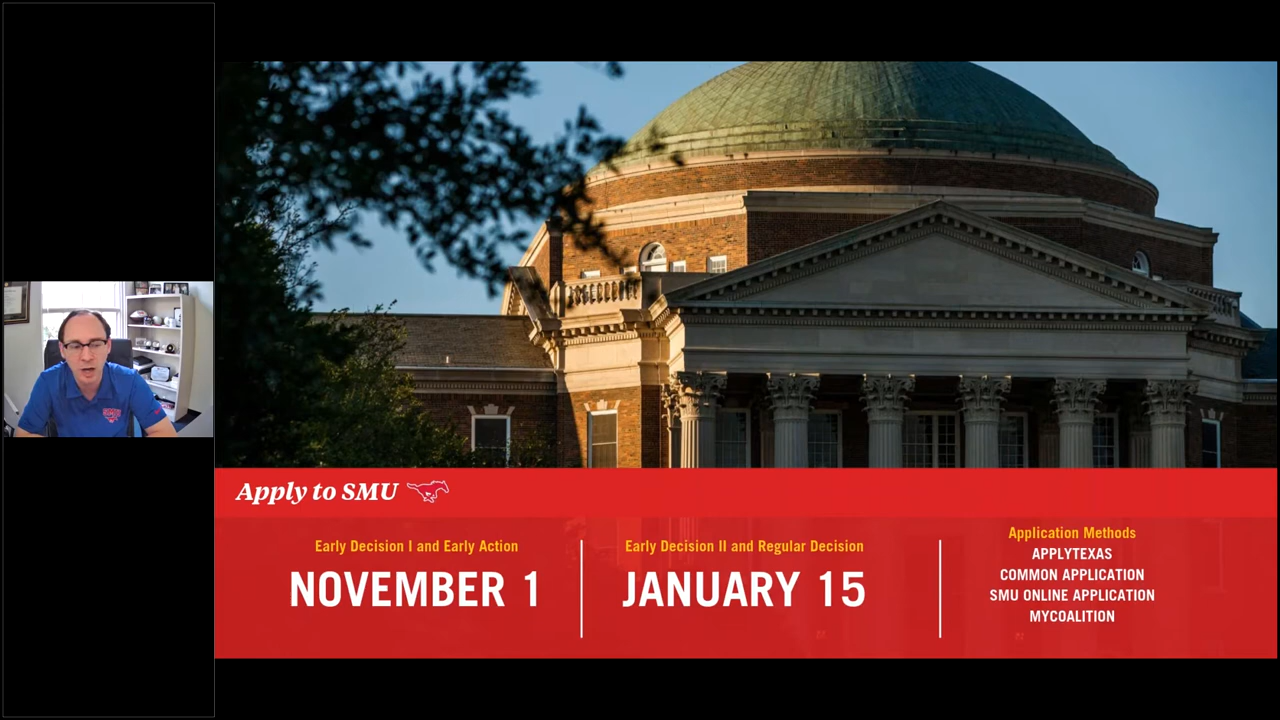 SMU
Apply to SMU
Early Decision I and Early Action
NOVEMBER 1
Early Decision II and Regular Decision
JANUARY 15
Application Methods
APPLYTEXAS
COMMON APPLICATION
SMU ONLINE APPLICATION
MYCOALITION